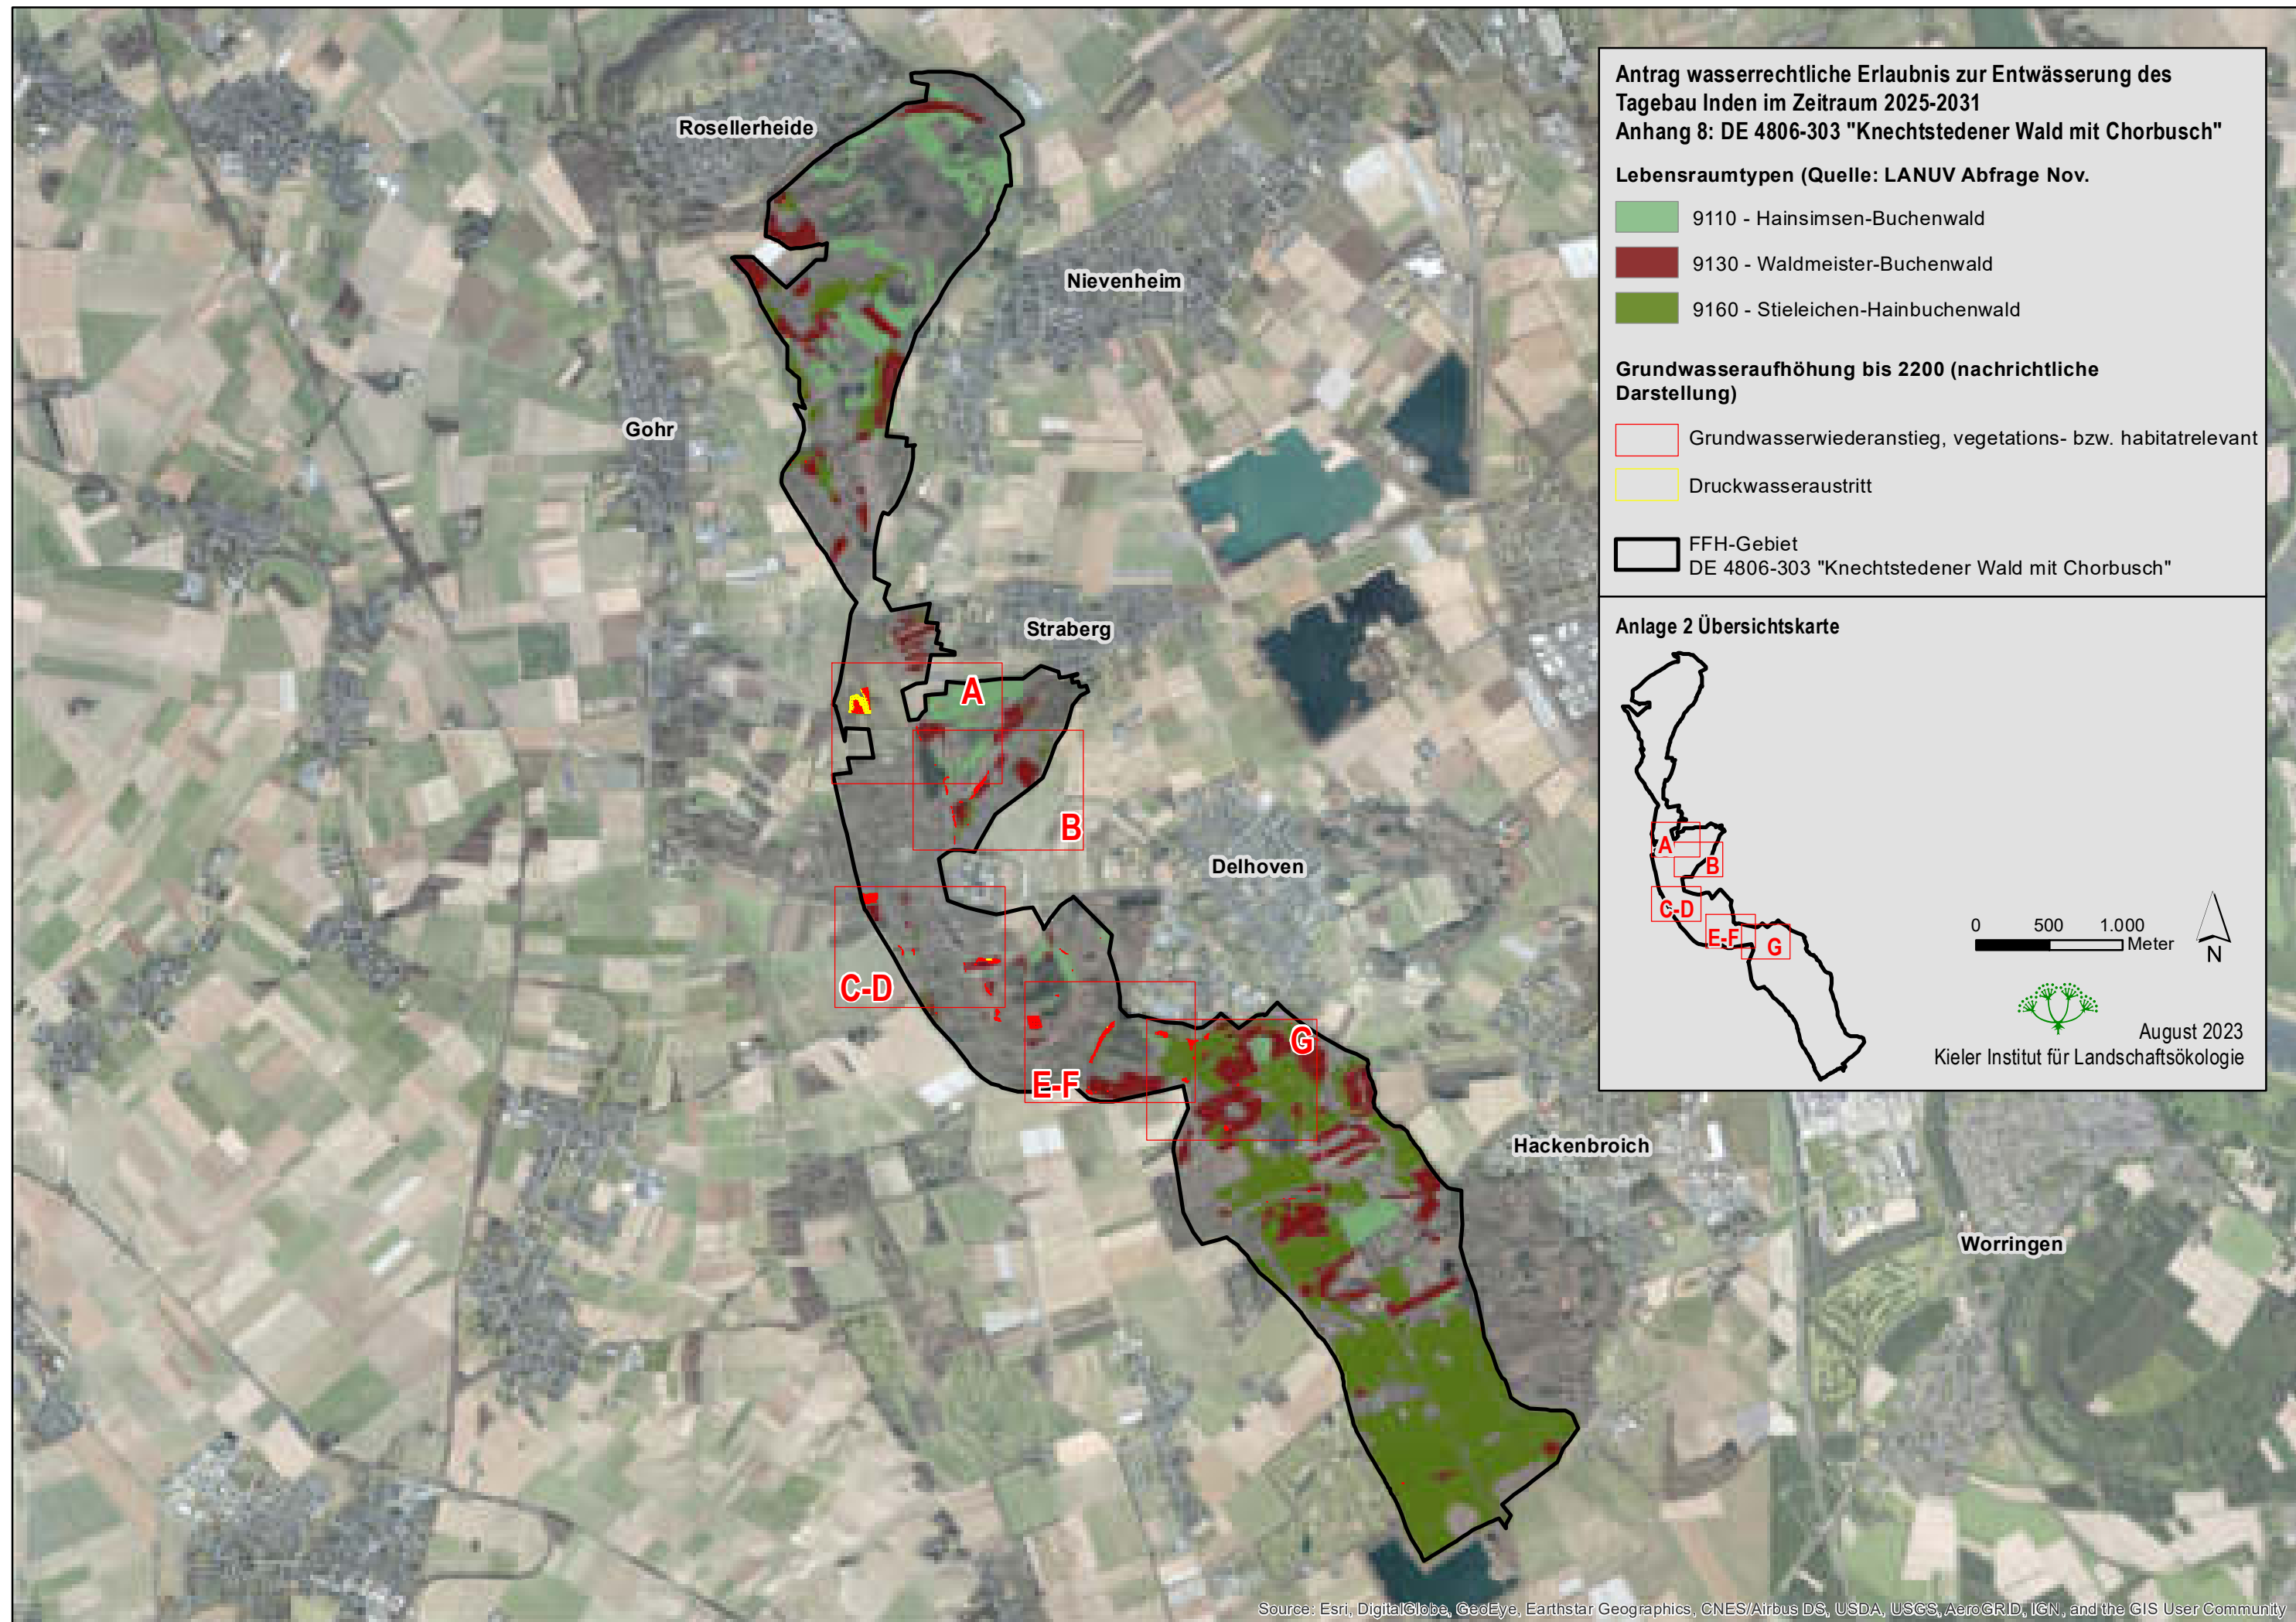 Antrag wasserrechtliche Erlaubnis zur Entwässerung des
Tagebau Inden im Zeitraum 2025-2031
Anhang 8: DE 4806-303 "Knechtstedener Wald mit Chorbusch"
Lebensraumtypen (Quelle: LANUV Abfrage Nov.
9110 - Hainsimsen-Buchenwald
9130 - Waldmeister-Buchenwald
9160 - Stieleichen-Hainbuchenwald
Grundwasseraufhöhung bis 2200 (nachrichtliche
Darstellung)
Grundwasserwiederanstieg, vegetations- bzw. habitatrelevant
Druckwasseraustritt
FFH-Gebiet
DE 4806-303 "Knechtstedener Wald mit Chorbusch"
Anlage 2 Übersichtskarte
A
B
C-D
E-F
G
0 500 1.000
Meter
N
August 2023
Kieler Institut für Landschaftsökologie
Rosellerheide
Nievenheim
Gohr
Straberg
A
B
Delhoven
C-D
G
E-F
Hackenbroich
Worringen
Source: Esri, DigitalGlobe, GeoEye, Earthstar Geographics, CNES/Airbus DS, USDA, USGS, AeroGRID, IGN, and the GIS User Community